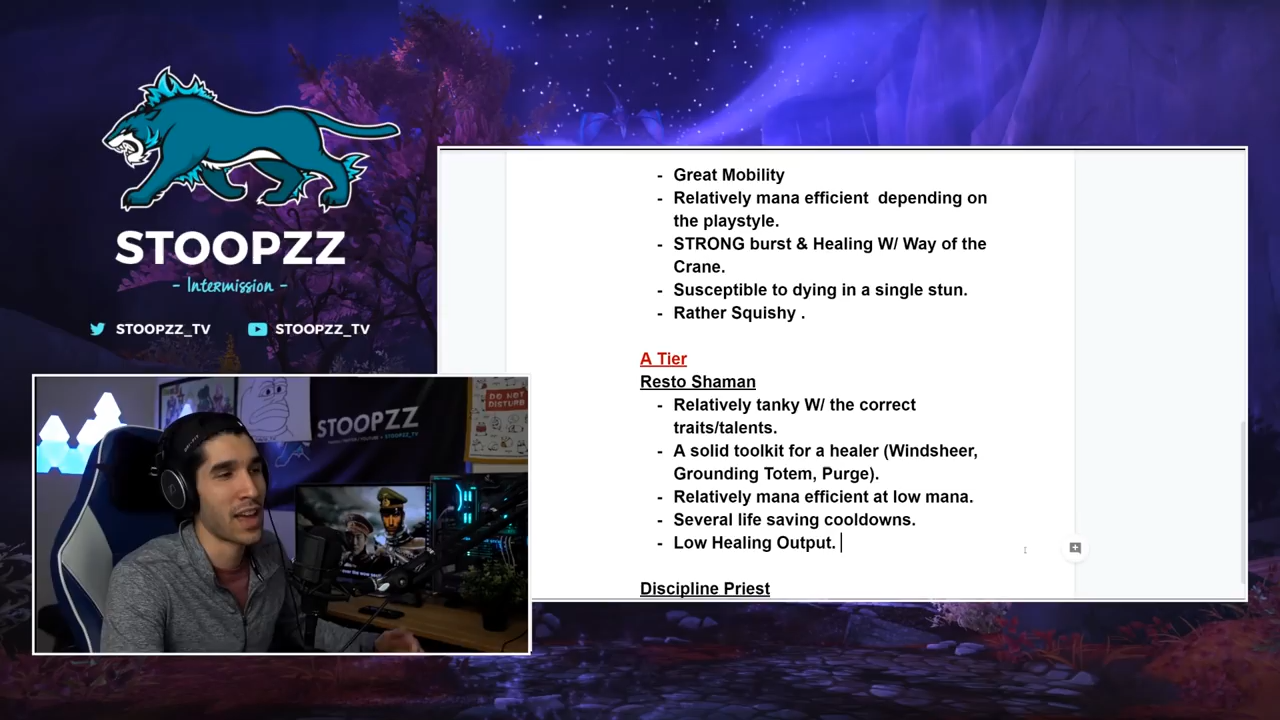 STOOPZZ
- Intermission -
STOOPZZ_TV
STOOPZZ_TV
- Great Mobility
- Relatively mana efficient  depending on
the playstyle.
- STRONG burst & Healing W/ Way of the
Crane.
- Susceptible to dying in a single stun.
- Rather Squishy .
A Tier
Resto Shaman
- Relatively tanky W/ the correct
traits/talents.
- A solid toolkit for a healer (Windsheer,
Grounding Totem, Purge).
- Relatively mana efficient at low mana.
- Several life saving cooldowns.
- Low Healing Output.
Discipline Priest
STOOPZZ
DO NOT
DISTURB